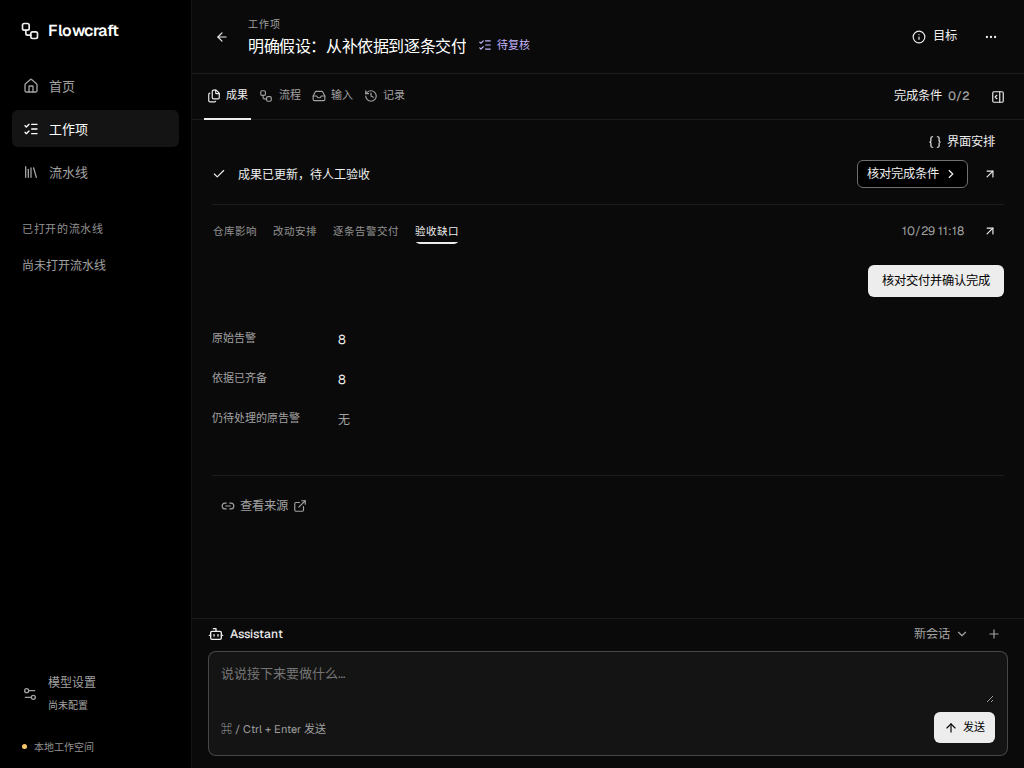 Flowcraft
首页
工作项
流水线
已打开的流水线
尚未打开流水线
模型设置
尚未配置
本地工作空间
工作项
明确假设：从补依据到逐条交付 待复核
目标
成果 流程 输入 记录
完成条件 0/2
界面安排
成果已更新，待人工验收
核对完成条件
仓库影响 改动安排 逐条告警交付 验收缺口
10/29 11:18
核对交付并确认完成
原始告警 8
依据已齐备 8
仍待处理的原告警 无
查看来源
Assistant
新会话
说说接下来要做什么…
⌘ / Ctrl + Enter 发送
发送